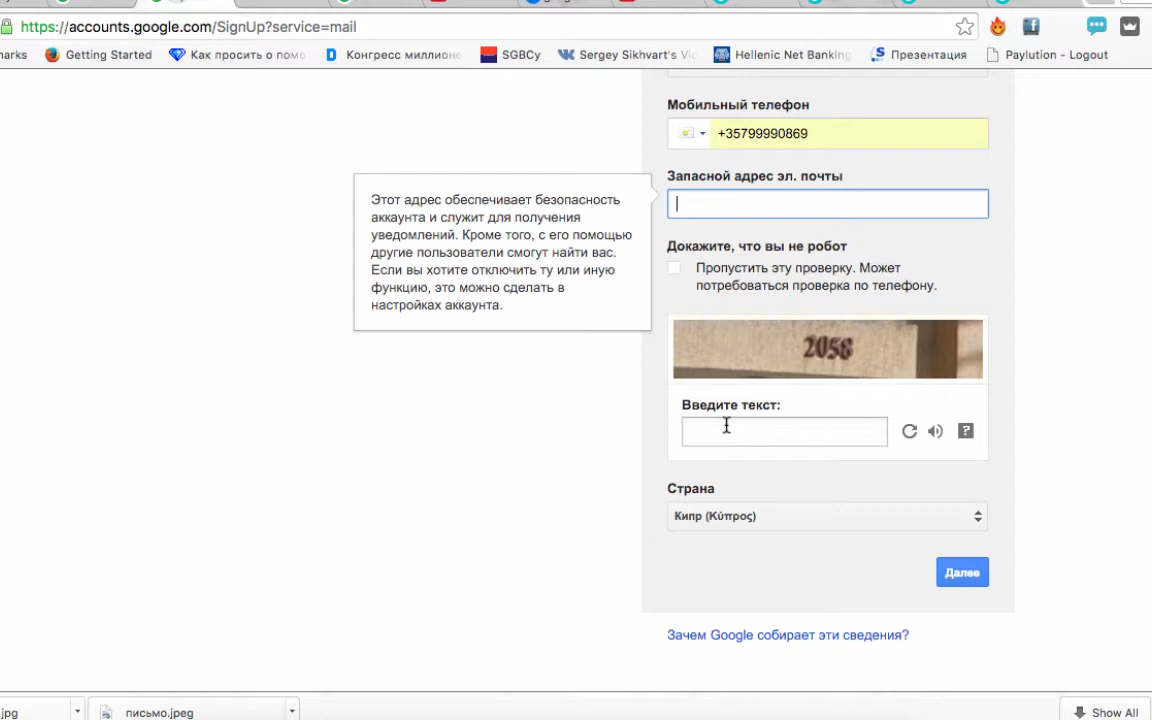 https://accounts.google.com/SignUp?service=mail
marks
Getting Started
Как просить о помо
Конгресс миллионе
SGBCy
Sergey Sikhvart's Vi
Hellenic Net Banking
Презентация
Paylution - Logout
Мобильный телефон
+35799990869
Запасной адрес эл. почты
Этот адрес обеспечивает безопасность
аккаунта и служит для получения
уведомлений. Кроме того, с его помощью
другие пользователи смогут найти вас.
Если вы хотите отключить ту или иную
функцию, это можно сделать в
настройках аккаунта.
Докажите, что вы не робот
Пропустить эту проверку. Может
потребоваться проверка по телефону.
2058
Введите текст:
Страна
Кипр (Κύπρος)
Далее
Зачем Google собирает эти сведения?
.jpg
письмо.jpeg
Show All